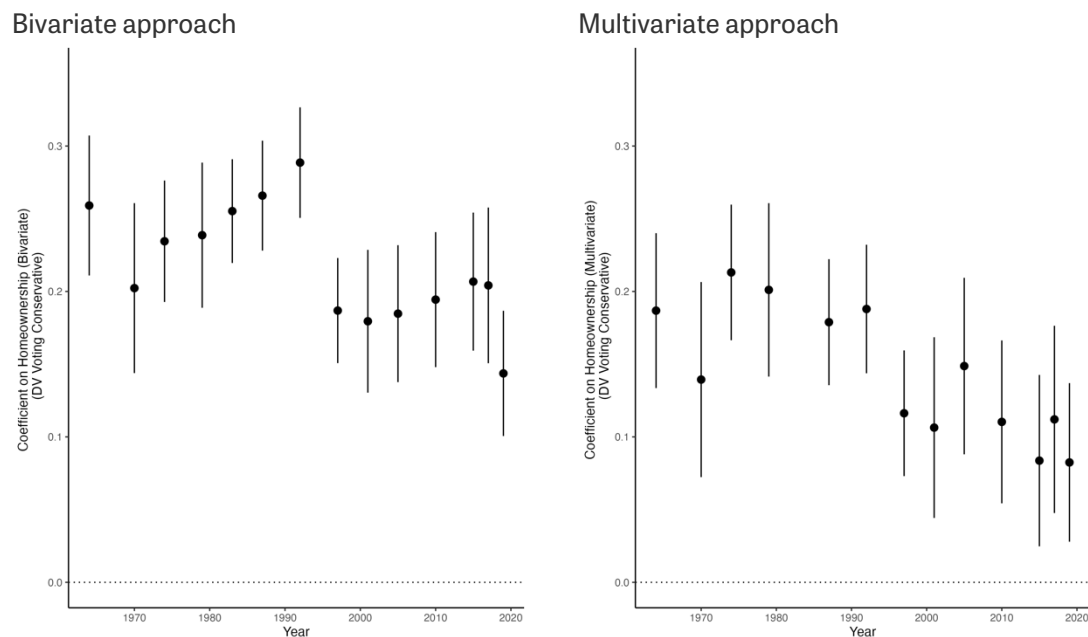 Bivariate approach
Coefficient on Homeownership (Bivariate)
(DV Voting Conservative)
0.3
0.2
0.1
0.0
1970 1980 1990 2000 2010 2020
Year
Multivariate approach
Coefficient on Homeownership (Multivariate)
(DV Voting Conservative)
0.3
0.2
0.1
0.0
1970 1980 1990 2000 2010 2020
Year